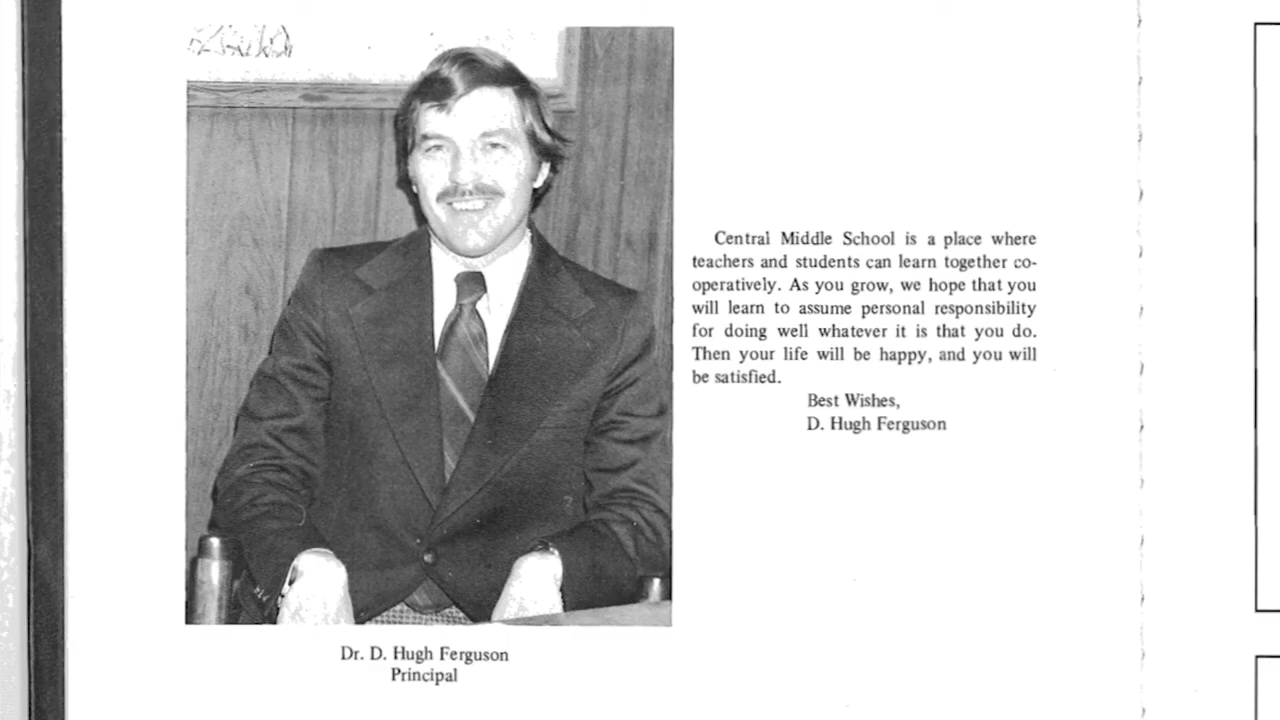 Central Middle School is a place where
teachers and students can learn together co-
operatively. As you grow, we hope that you
will learn to assume personal responsibility
for doing well whatever it is that you do.
Then your life will be happy, and you will
be satisfied.
Best Wishes,
D. Hugh Ferguson
Dr. D. Hugh Ferguson
Principal